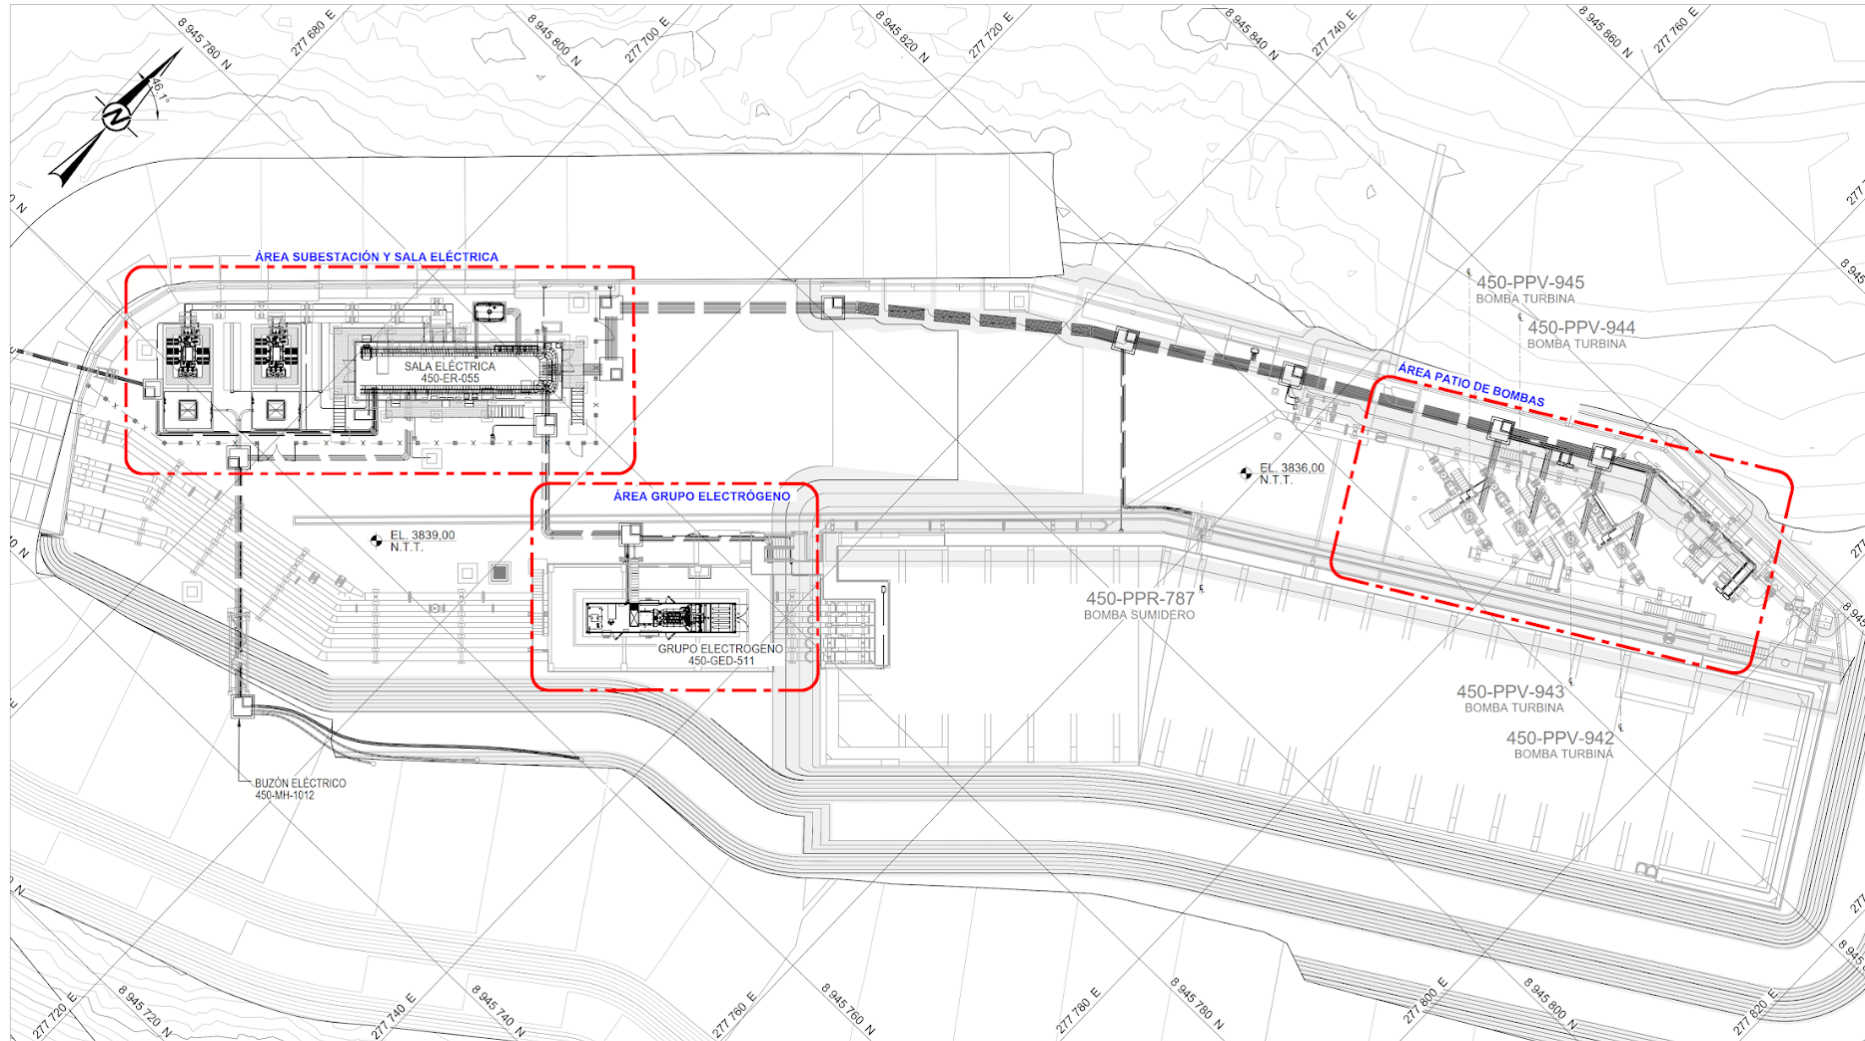 8 945 780 N
277 680 E
8 945 800 N
277 700 E
8 945 820 N
277 720 E
8 945 840 N
277 740 E
8 945 860 N
277 760 E
46,1°
N
ÁREA SUBESTACIÓN Y SALA ELÉCTRICA
SALA ELÉCTRICA
450-ER-055
450-PPV-945
BOMBA TURBINA
450-PPV-944
BOMBA TURBINA
ÁREA PATIO DE BOMBAS
EL. 3836,00
N.T.T.
ÁREA GRUPO ELECTRÓGENO
EL. 3839,00
N.T.T.
450-PPR-787
BOMBA SUMIDERO
GRUPO ELECTROGENO
450-GED-511
450-PPV-943
BOMBA TURBINA
450-PPV-942
BOMBA TURBINA
BUZÓN ELÉCTRICO
450-MH-1012
277 720 E
8 945 720 N
277 740 E
8 945 740 N
277 760 E
8 945 760 N
277 780 E
8 945 780 N
277 800 E
8 945 800 N
277 820 E